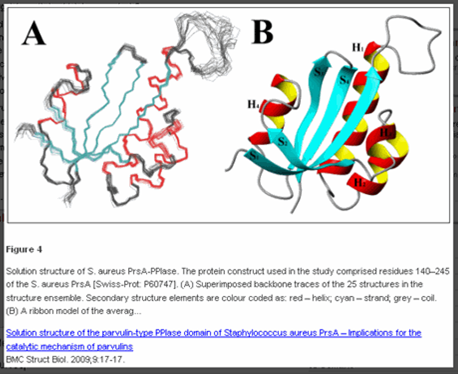 A
B
H₁
S₁
S₄
H₄
S₂
S₃
H₃
H₂
Figure 4
Solution structure of S. aureus PrsA-PPIase. The protein construct used in the study comprised residues 140–245
of the S. aureus PrsA [Swiss-Prot: P60747]. (A) Superimposed backbone traces of the 25 structures in the
structure ensemble. Secondary structure elements are colour coded as: red – helix; cyan – strand; grey – coil.
(B) A ribbon model of the averag...
Solution structure of the parvulin-type PPIase domain of Staphylococcus aureus PrsA – Implications for the
catalytic mechanism of parvulins
BMC Struct Biol. 2009;9:17-17.